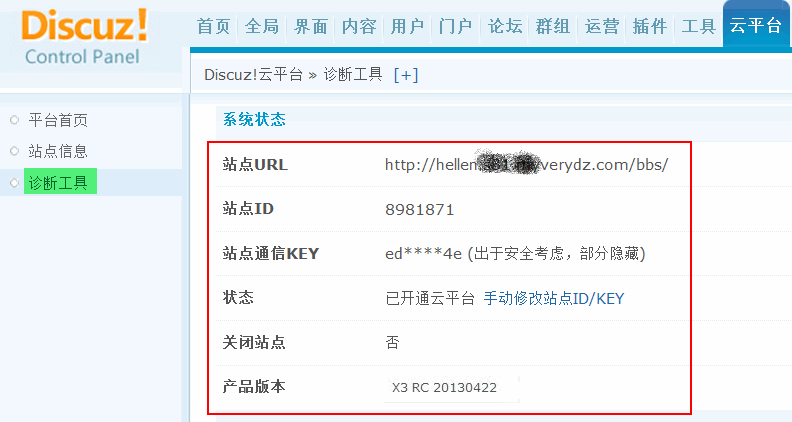 Discuz!
Control Panel
首页 全局 界面 内容 用户 门户 论坛 群组 运营 插件 工具 云平台
Discuz!云平台 » 诊断工具 [+]
平台首页
站点信息
诊断工具
系统状态
站点URL http://hellem verydz.com/bbs/
站点ID 8981871
站点通信KEY ed****4e (出于安全考虑，部分隐藏)
状态 已开通云平台 手动修改站点ID/KEY
关闭站点 否
产品版本 X3 RC 20130422